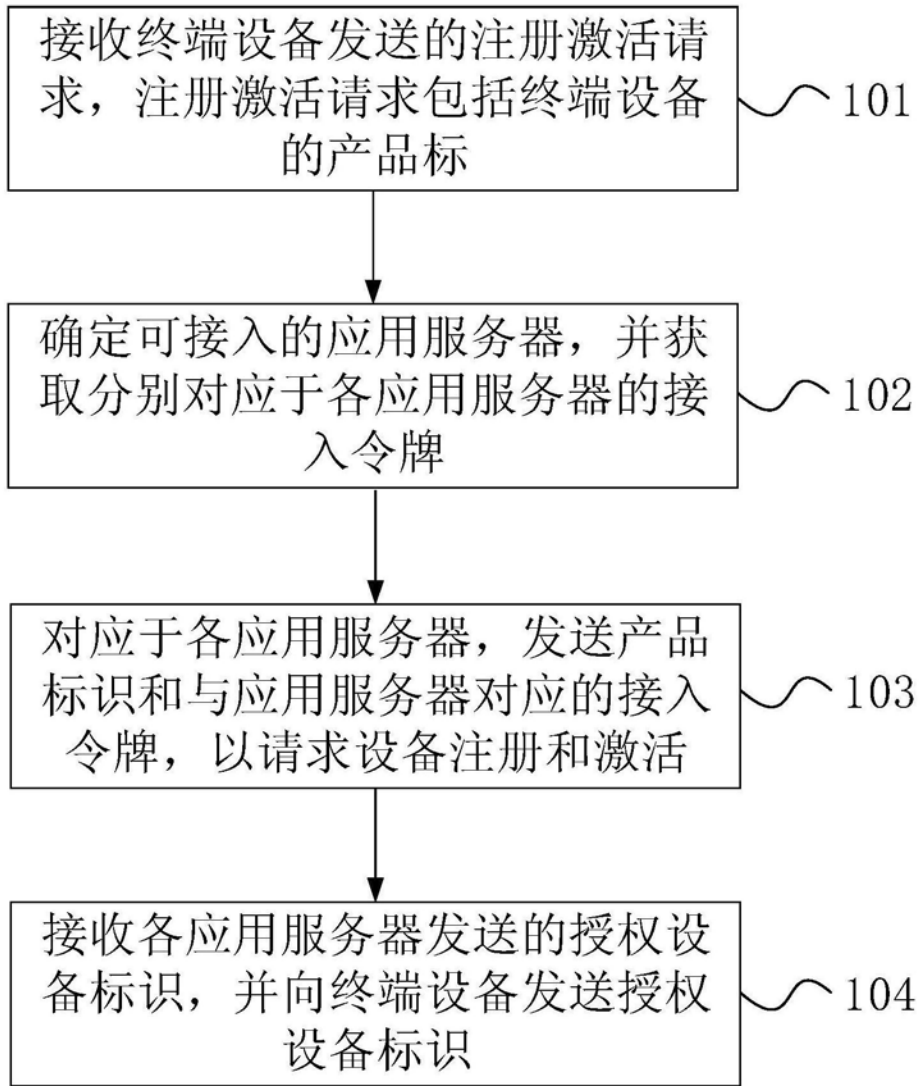 接收终端设备发送的注册激活请
求，注册激活请求包括终端设备
的产品标
101
确定可接入的应用服务器，并获
取分别对应于各应用服务器的接
入令牌
102
对应于各应用服务器，发送产品
标识和与应用服务器对应的接入
令牌，以请求设备注册和激活
103
接收各应用服务器发送的授权设
备标识，并向终端设备发送授权
设备标识
104